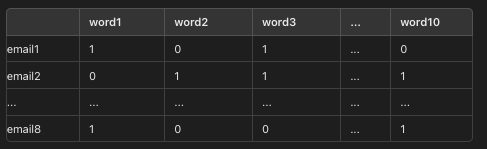 word1 word2 word3 ... word10
email1 1 0 1 ... 0
email2 0 1 1 ... 1
... ... ... ... ... ...
email8 1 0 0 ... 1